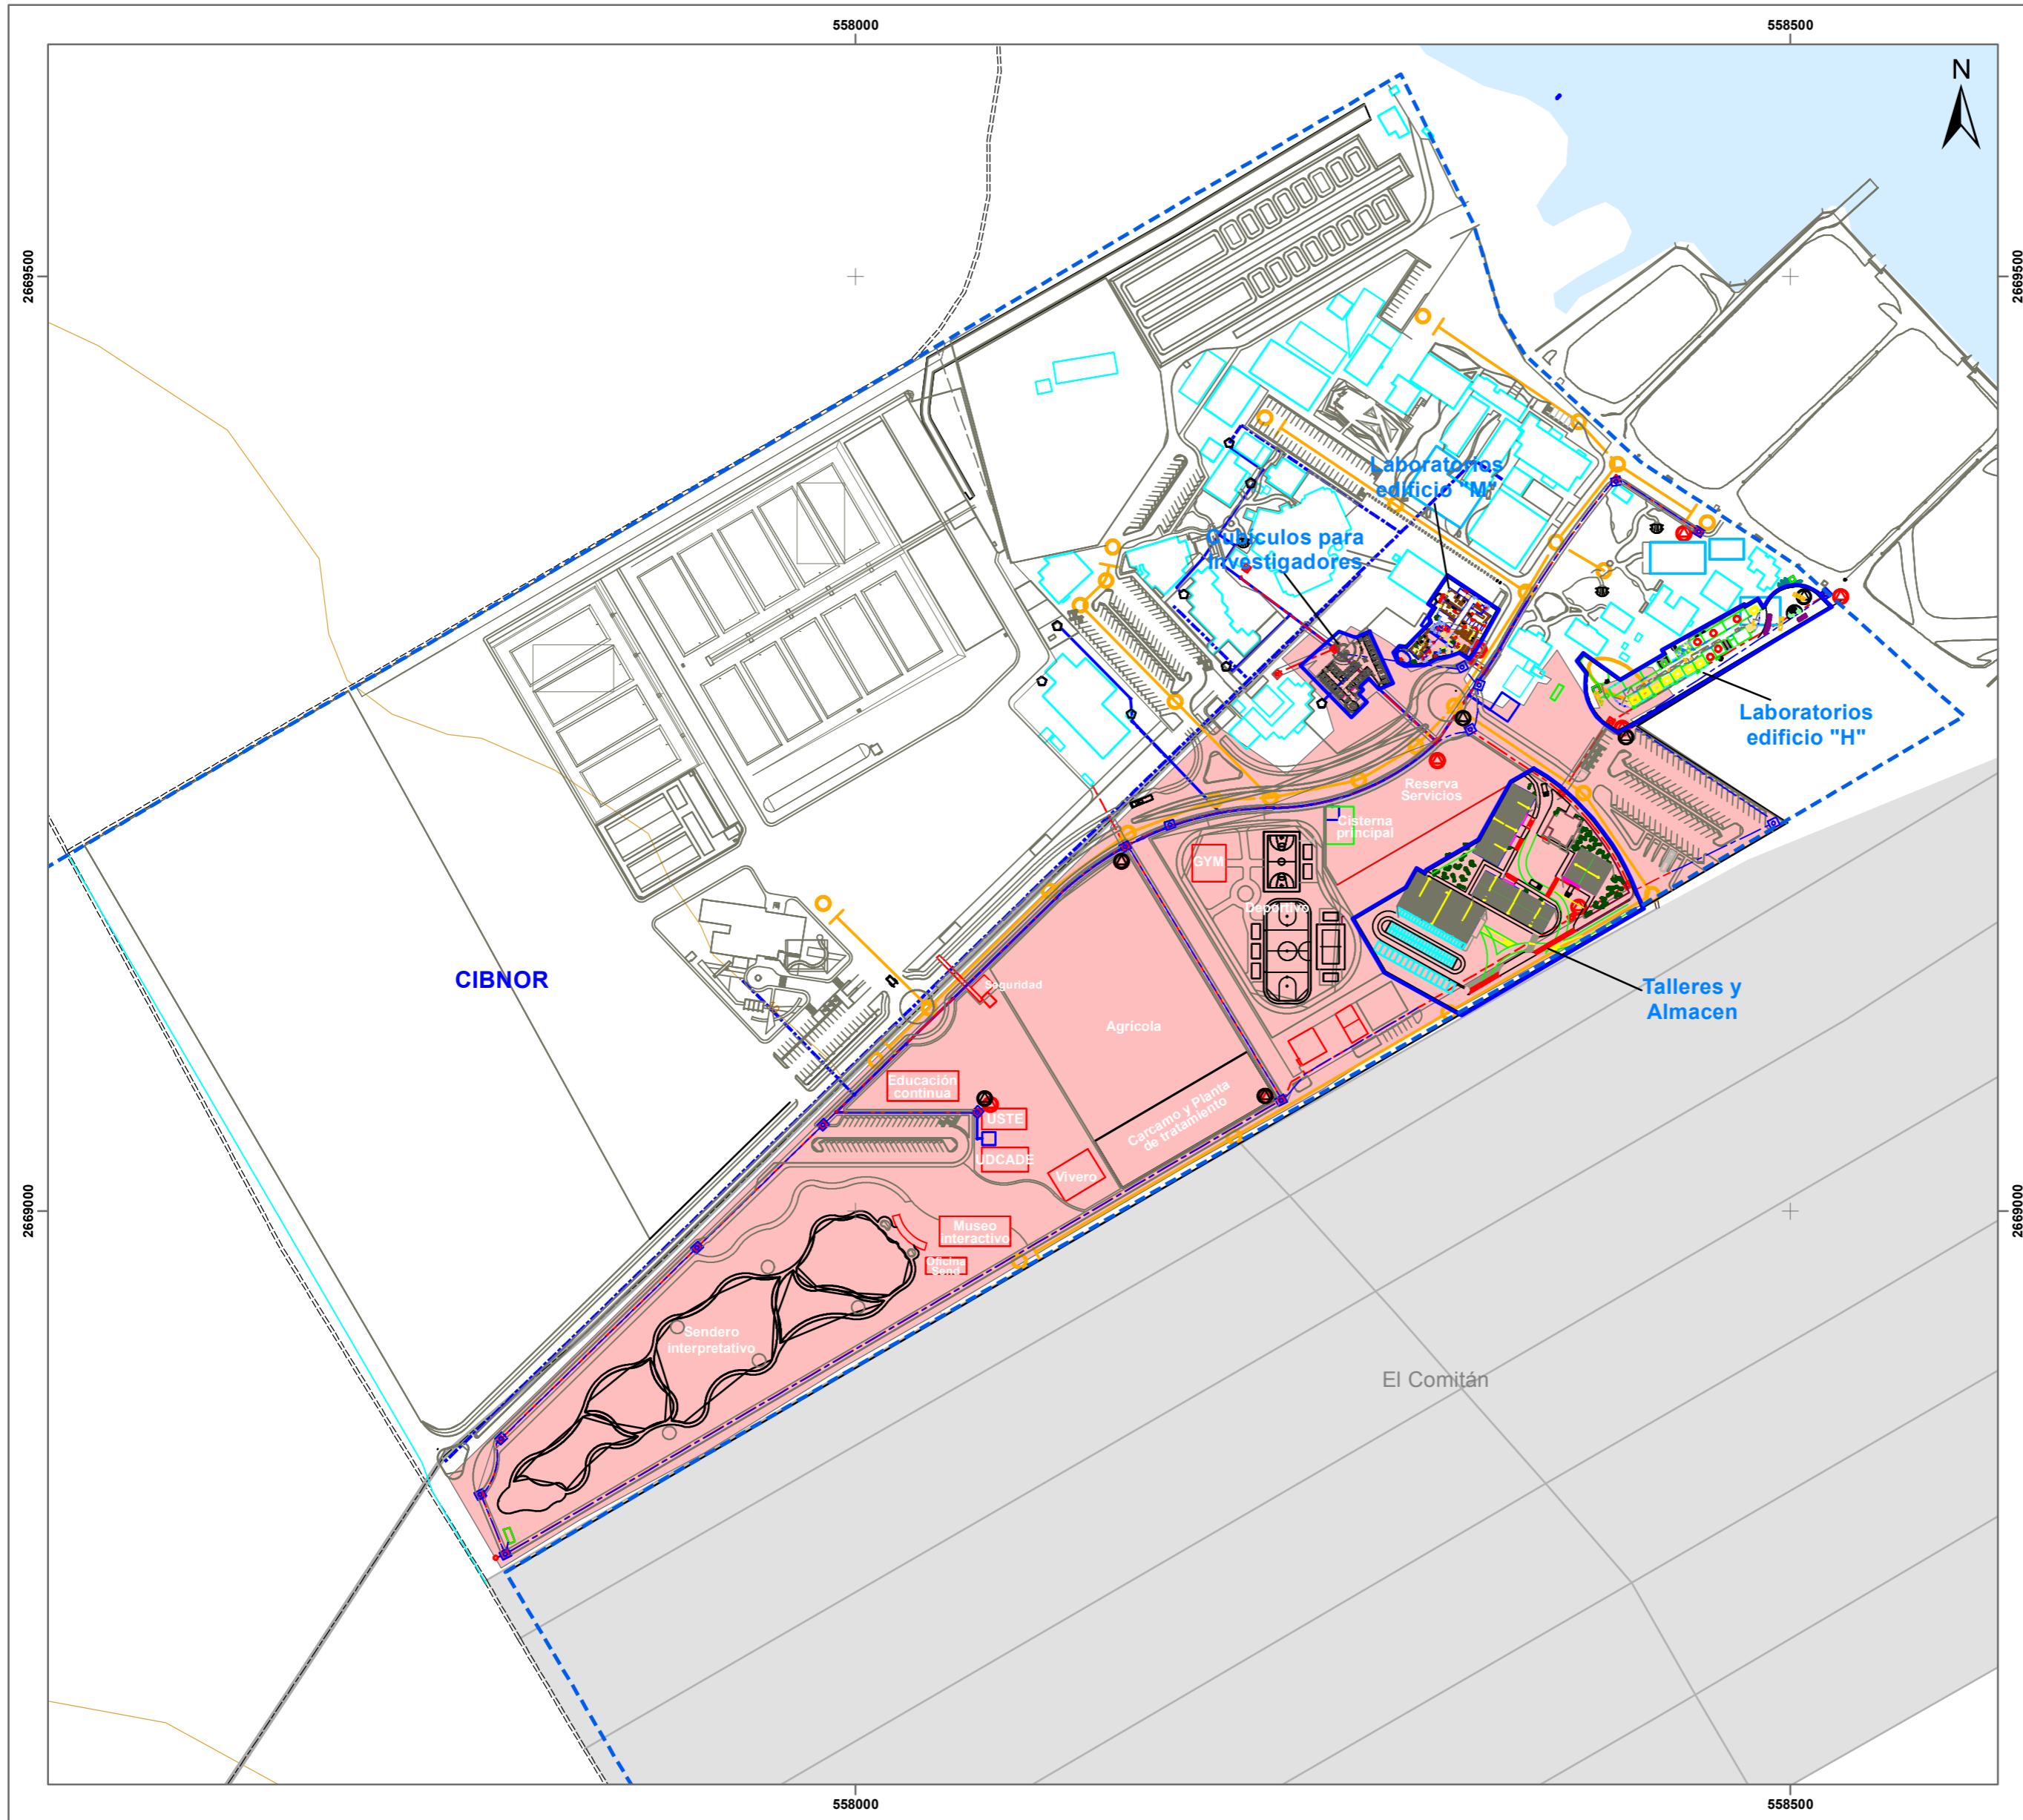 558000
558500
N
2669500
2669500
Laboratorios
edificio "M"
Cubiculos para
investigadores
Laboratorios
edificio "H"
Reserva
Servicios
Cisterna
principal
GYM
Deportivo
CIBNOR
Seguridad
Talleres y
Almacen
Agricola
Educación
continua
USTE
Carcamo y Planta
de tratamiento
UDCADE
Vivero
2669000
2669000
Museo
interactivo
Oficina
Send
Sendero
interpretativo
El Comitán
558000
558500